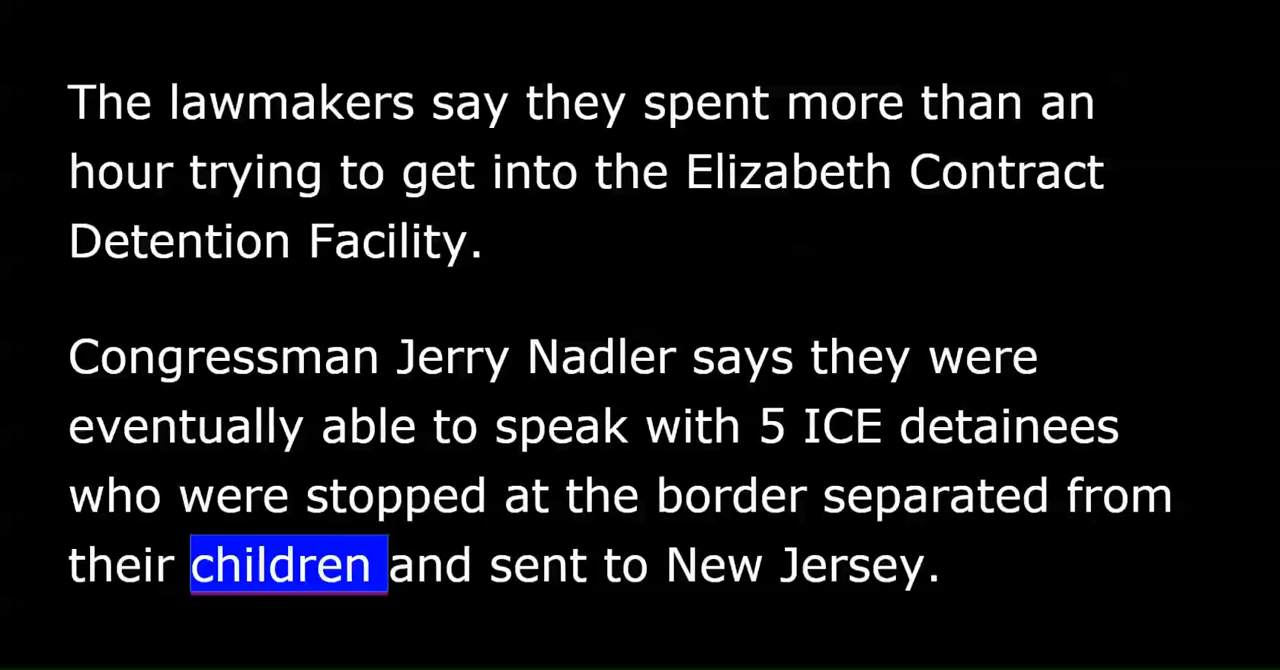 The lawmakers say they spent more than an
hour trying to get into the Elizabeth Contract
Detention Facility.
Congressman Jerry Nadler says they were
eventually able to speak with 5 ICE detainees
who were stopped at the border separated from
their children and sent to New Jersey.